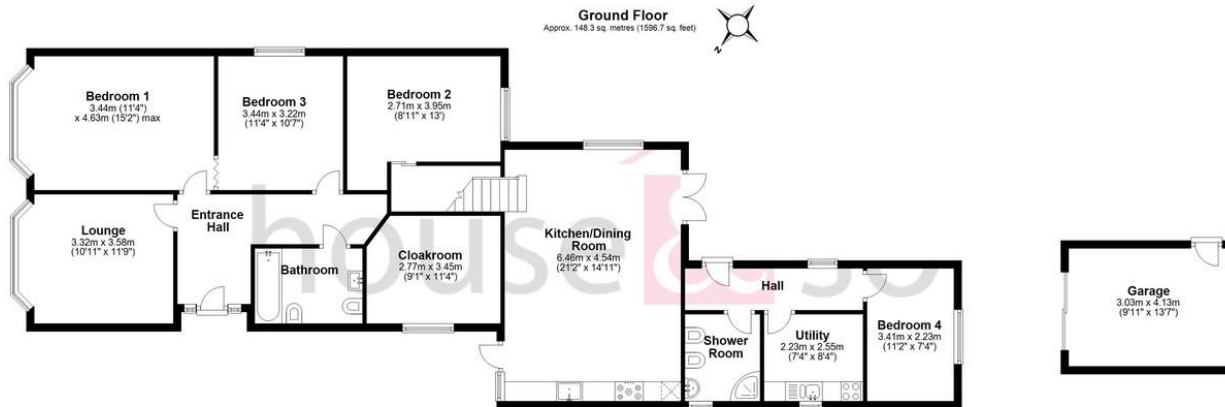 Ground Floor
Approx. 148.3 sq. metres (1596.7 sq. feet)
N
Bedroom 1
3.44m (11'4")
x 4.63m (15'2") max
Bedroom 3
3.44m x 3.22m
(11'4" x 10'7")
Bedroom 2
2.71m x 3.95m
(8'11" x 13')
Lounge
3.32m x 3.58m
(10'11" x 11'9")
Entrance
Hall
Bathroom
Cloakroom
2.77m x 3.45m
(9'1" x 11'4")
Kitchen/Dining
Room
6.46m x 4.54m
(21'2" x 14'11")
Hall
Shower
Room
Utility
2.23m x 2.55m
(7'4" x 8'4")
Bedroom 4
3.41m x 2.23m
(11'2" x 7'4")
Garage
3.03m x 4.13m
(9'11" x 13'7")
house & so